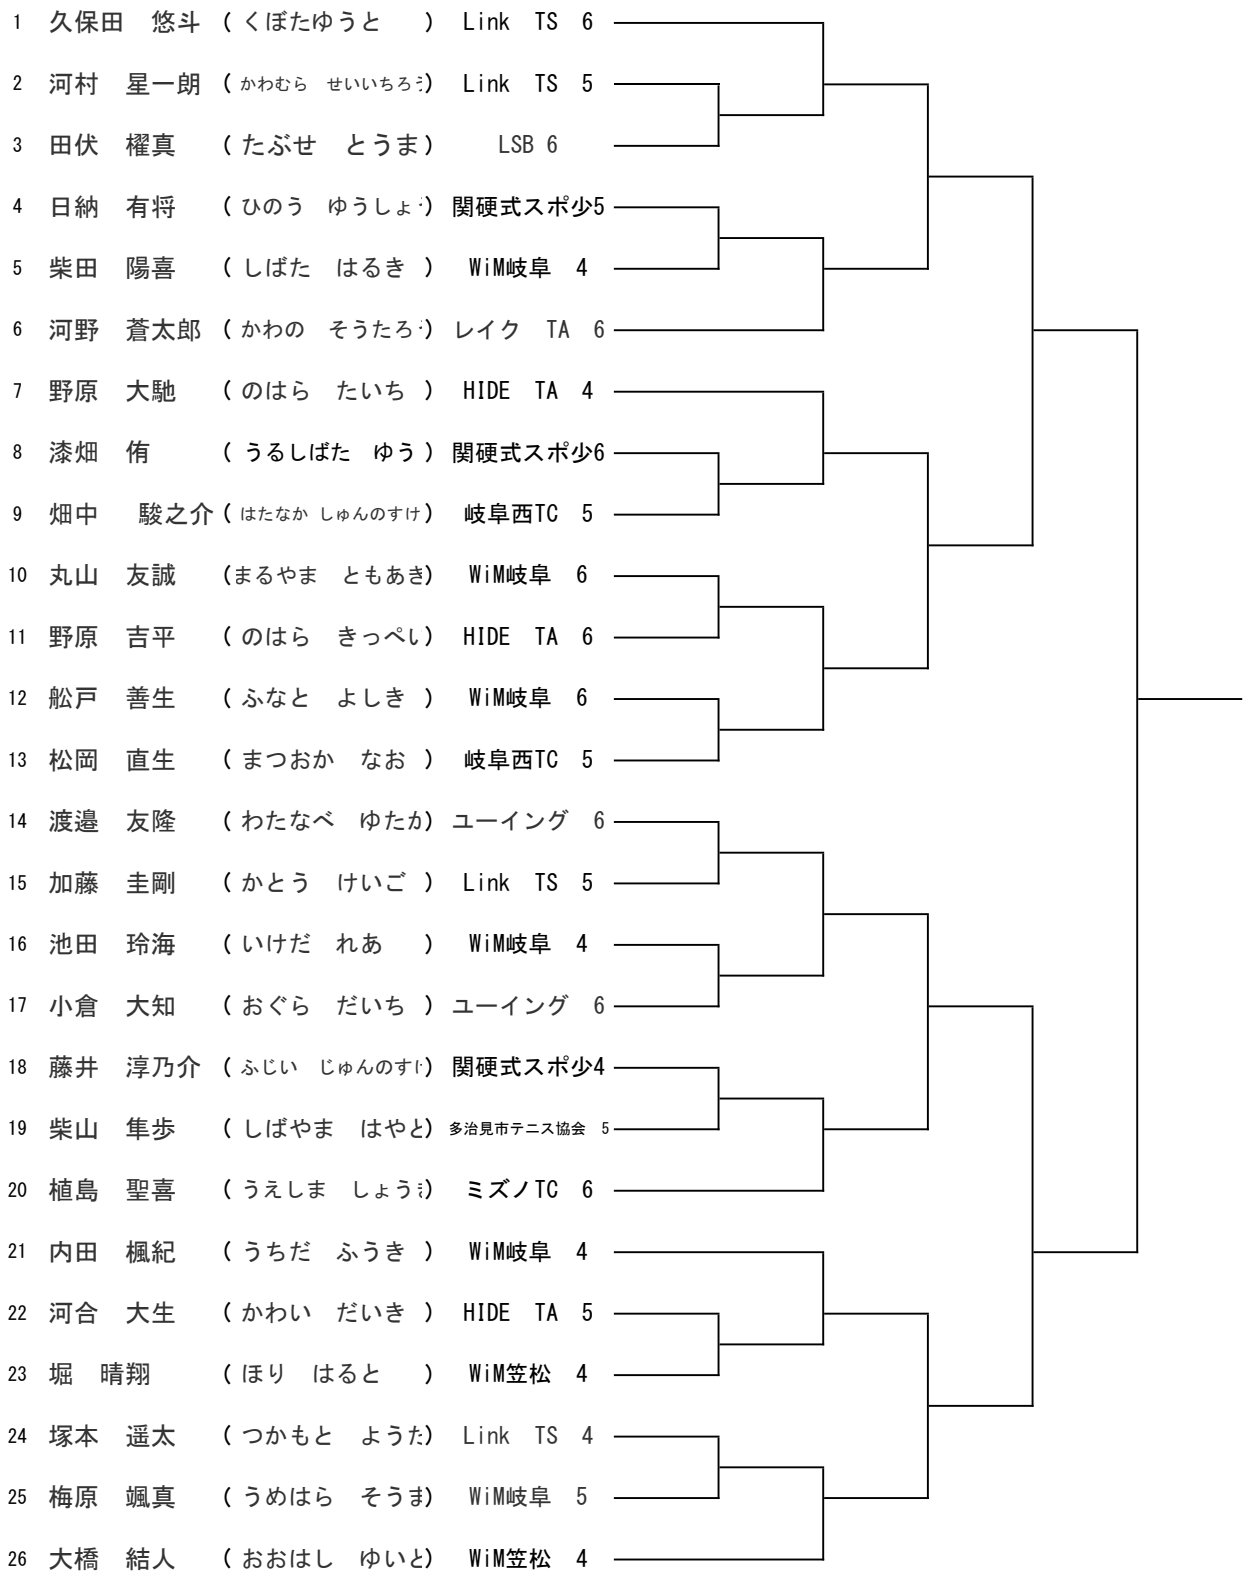 1 久保田 悠斗 ( くぼたゆうと ) Link TS 6
2 河村 星一朗 ( かわむら せいいちろう) Link TS 5
3 田伏 櫂真 ( たぶせ とうま ) LSB 6
4 日納 有将 ( ひのう ゆうしょう) 関硬式スポ少5
5 柴田 陽喜 ( しばた はるき ) WiM岐阜 4
6 河野 蒼太郎 ( かわの そうたろう) レイク TA 6
7 野原 大馳 ( のはら たいち ) HIDE TA 4
8 漆畑 侑 ( うるしばた ゆう ) 関硬式スポ少6
9 畑中 駿之介 ( はたなか しゅんのすけ ) 岐阜西TC 5
10 丸山 友誠 (まるやま ともあき) WiM岐阜 6
11 野原 吉平 ( のはら きっぺい) HIDE TA 6
12 舩戸 善生 ( ふなと よしき ) WiM岐阜 6
13 松岡 直生 ( まつおか なお ) 岐阜西TC 5
14 渡邉 友隆 ( わたなべ ゆたか) ユーイング 6
15 加藤 圭剛 ( かとう けいご ) Link TS 5
16 池田 玲海 ( いけだ れあ ) WiM岐阜 4
17 小倉 大知 ( おぐら だいち ) ユーイング 6
18 藤井 淳乃介 ( ふじい じゅんのすけ) 関硬式スポ少4
19 柴山 隼歩 ( しばやま はやと) 多治見市テニス協会 5
20 植島 聖喜 ( うえしま しょうき) ミズノTC 6
21 内田 楓紀 ( うちだ ふうき ) WiM岐阜 4
22 河合 大生 ( かわい だいき ) HIDE TA 5
23 堀 晴翔 ( ほり はると ) WiM笠松 4
24 塚本 遥太 ( つかもと ようた) Link TS 4
25 梅原 颯真 ( うめはら そうま) WiM岐阜 5
26 大橋 結人 ( おおはし ゆいと) WiM笠松 4